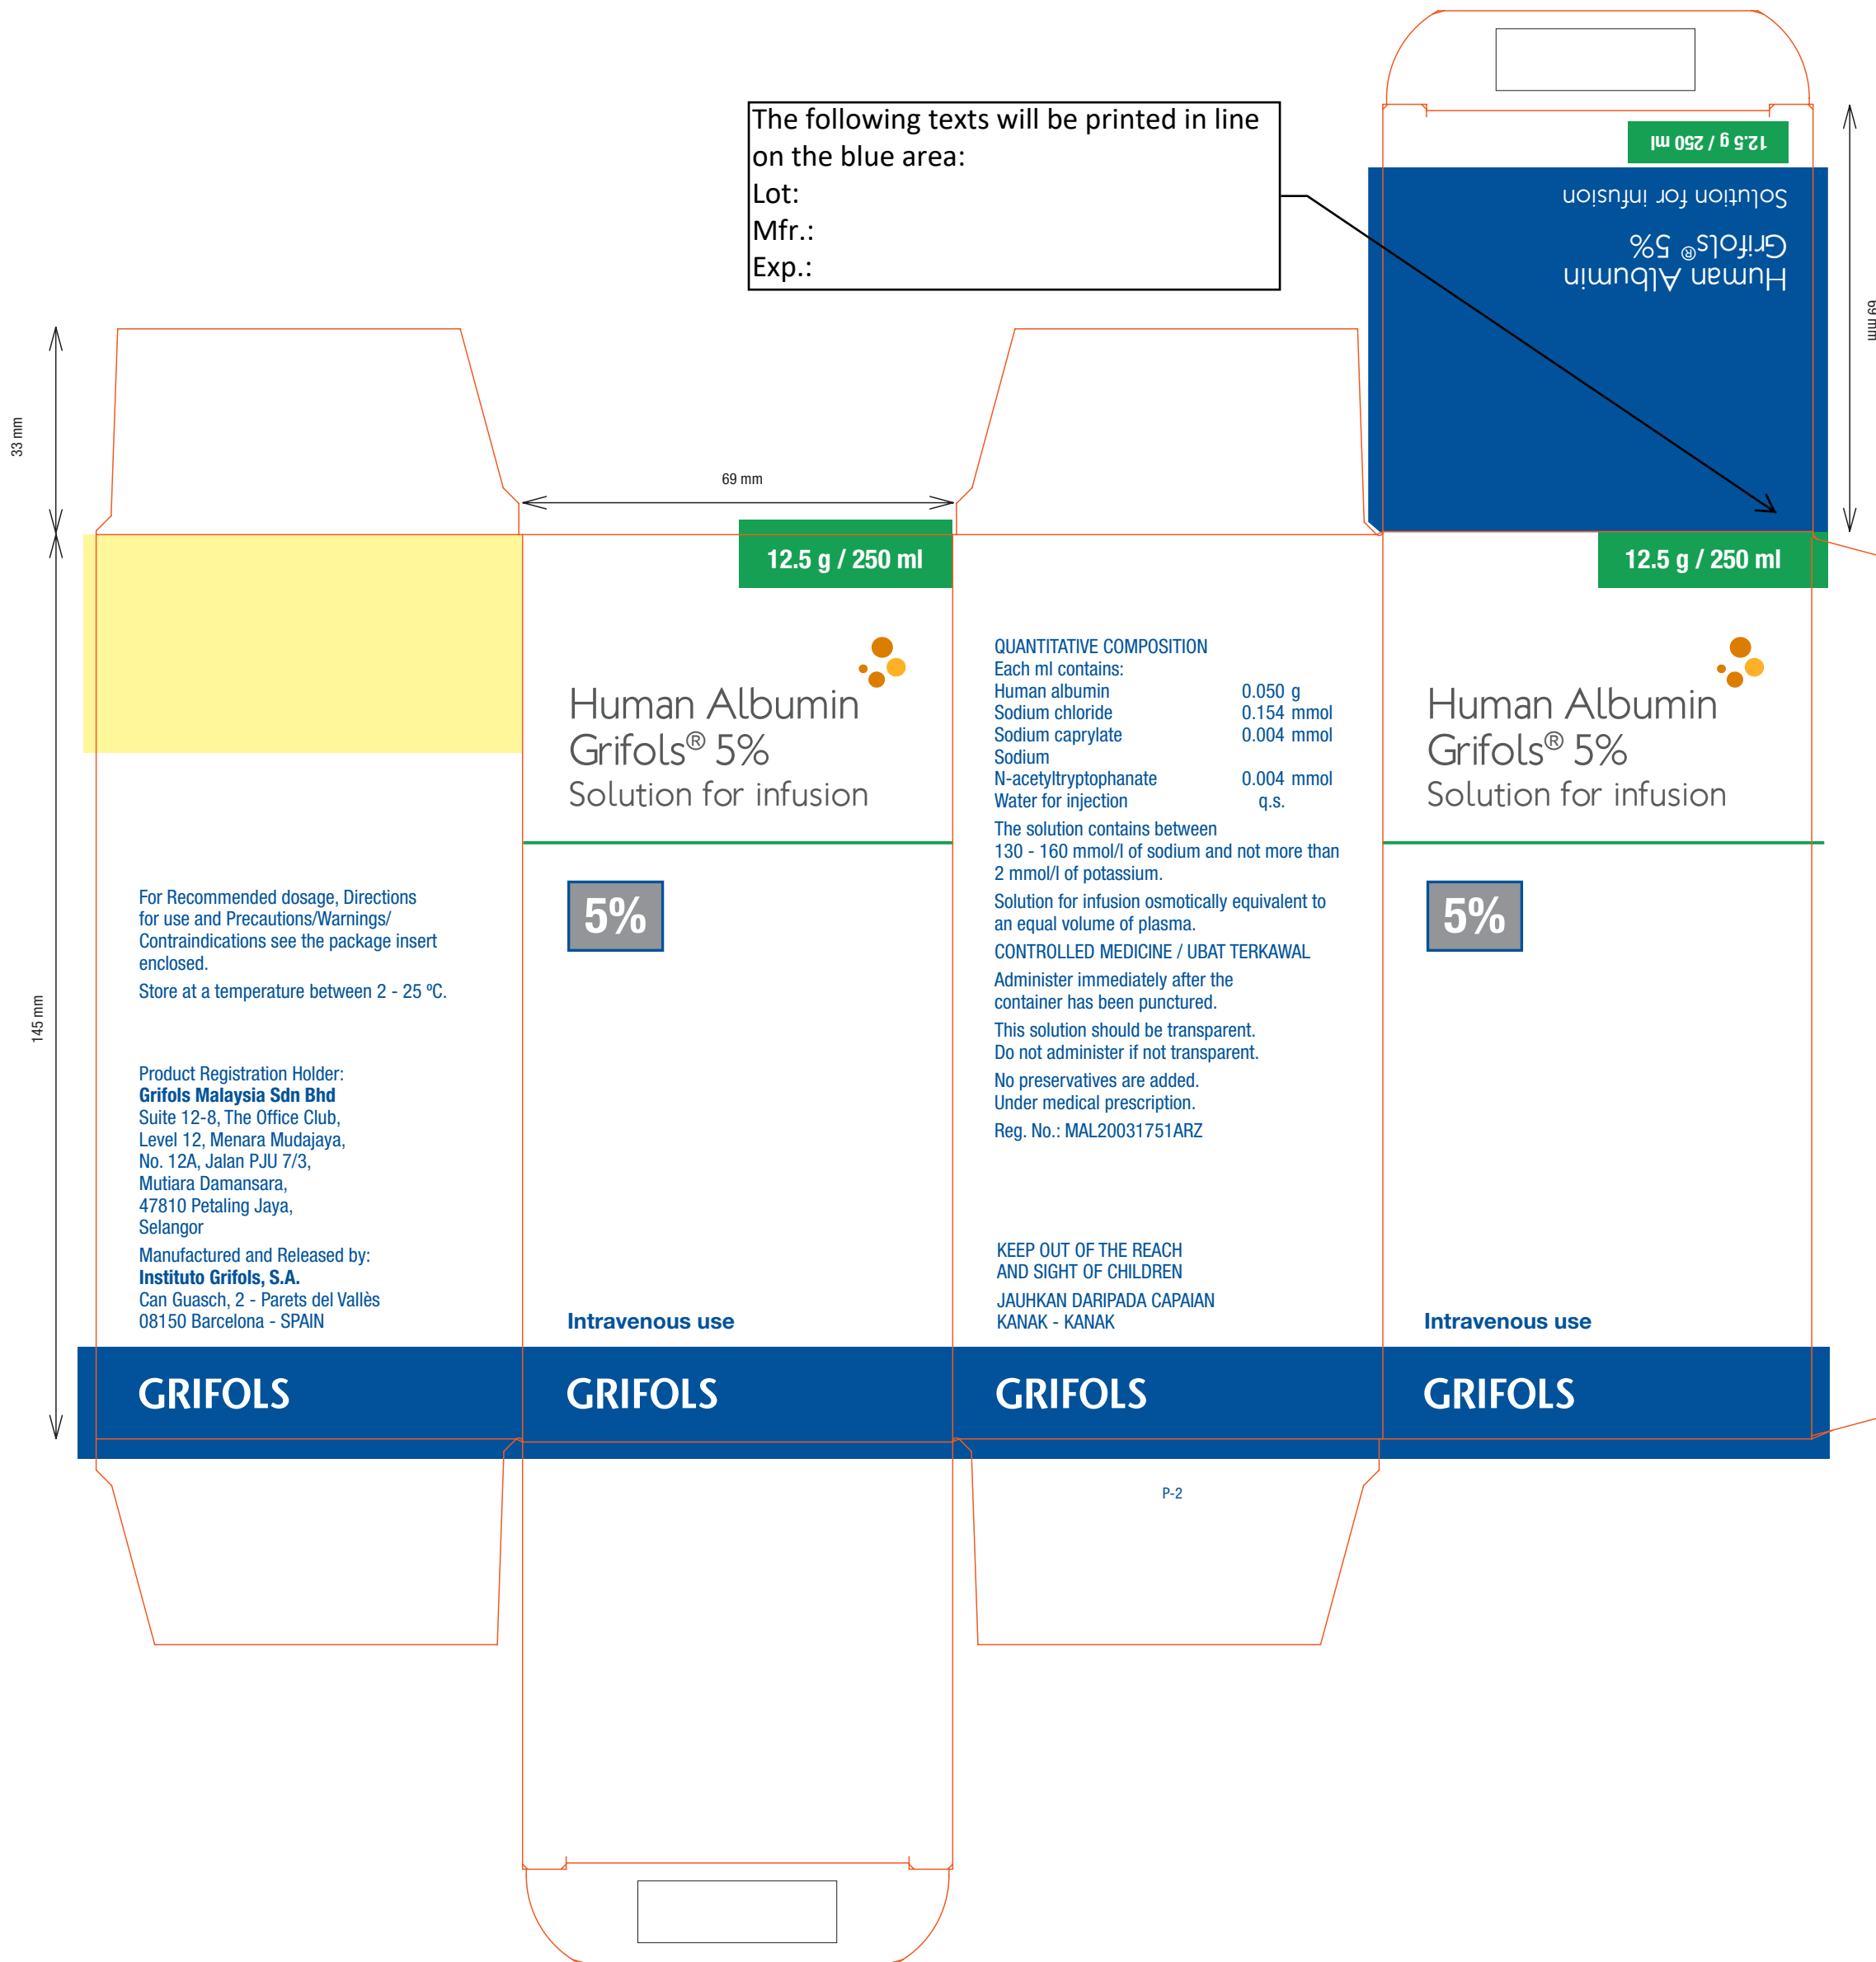 The following texts will be printed in line
on the blue area:
Lot:
Mfr.:
Exp.:
12.5 g / 250 ml
Solution for infusion
Grifols® 5%
Human Albumin
69 mm
33 mm
69 mm
145 mm
For Recommended dosage, Directions
for use and Precautions/Warnings/
Contraindications see the package insert
enclosed.
Store at a temperature between 2 - 25 ºC.
Product Registration Holder:
Grifols Malaysia Sdn Bhd
Suite 12-8, The Office Club,
Level 12, Menara Mudajaya,
No. 12A, Jalan PJU 7/3,
Mutiara Damansara,
47810 Petaling Jaya,
Selangor
Manufactured and Released by:
Instituto Grifols, S.A.
Can Guasch, 2 - Parets del Vallès
08150 Barcelona - SPAIN
GRIFOLS
12.5 g / 250 ml
Human Albumin
Grifols® 5%
Solution for infusion
5%
Intravenous use
GRIFOLS
QUANTITATIVE COMPOSITION
Each ml contains:
Human albumin 0.050 g
Sodium chloride 0.154 mmol
Sodium caprylate 0.004 mmol
Sodium
N-acetyltryptophanate 0.004 mmol
Water for injection q.s.
The solution contains between
130 - 160 mmol/l of sodium and not more than
2 mmol/l of potassium.
Solution for infusion osmotically equivalent to
an equal volume of plasma.
CONTROLLED MEDICINE / UBAT TERKAWAL
Administer immediately after the
container has been punctured.
This solution should be transparent.
Do not administer if not transparent.
No preservatives are added.
Under medical prescription.
Reg. No.: MAL20031751ARZ
KEEP OUT OF THE REACH
AND SIGHT OF CHILDREN
JAUHKAN DARIPADA CAPAIAN
KANAK - KANAK
GRIFOLS
P-2
12.5 g / 250 ml
Human Albumin
Grifols® 5%
Solution for infusion
5%
Intravenous use
GRIFOLS